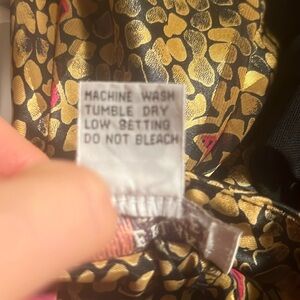 MACHINE WASH
TUMBLE DRY
LOW SETTING
DO NOT BLEACH